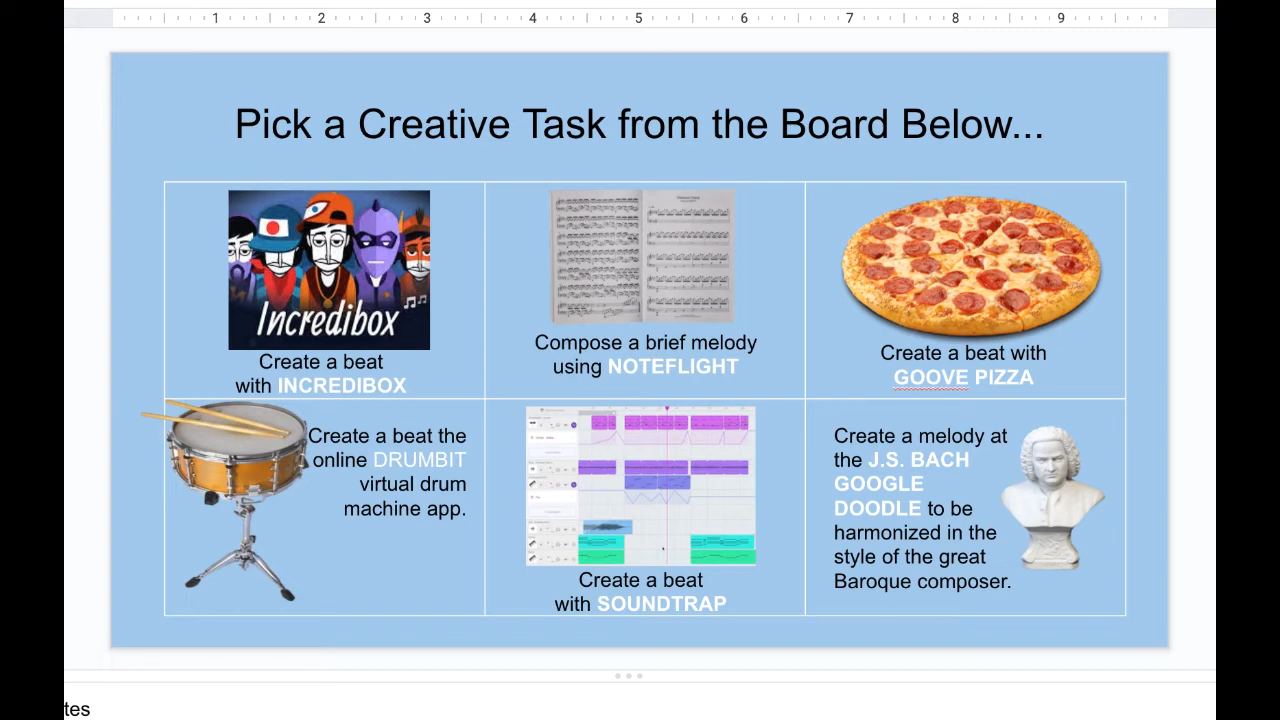 1 2 3 4 5 6 7 8 9
Pick a Creative Task from the Board Below...
Incredibox
Create a beat
with INCREDIBOX
Compose a brief melody
using NOTEFLIGHT
Create a beat with
GOOVE PIZZA
Create a beat the
online DRUMBIT
virtual drum
machine app.
Create a beat
with SOUNDTRAP
Create a melody at
the J.S. BACH
GOOGLE
DOODLE to be
harmonized in the
style of the great
Baroque composer.
tes